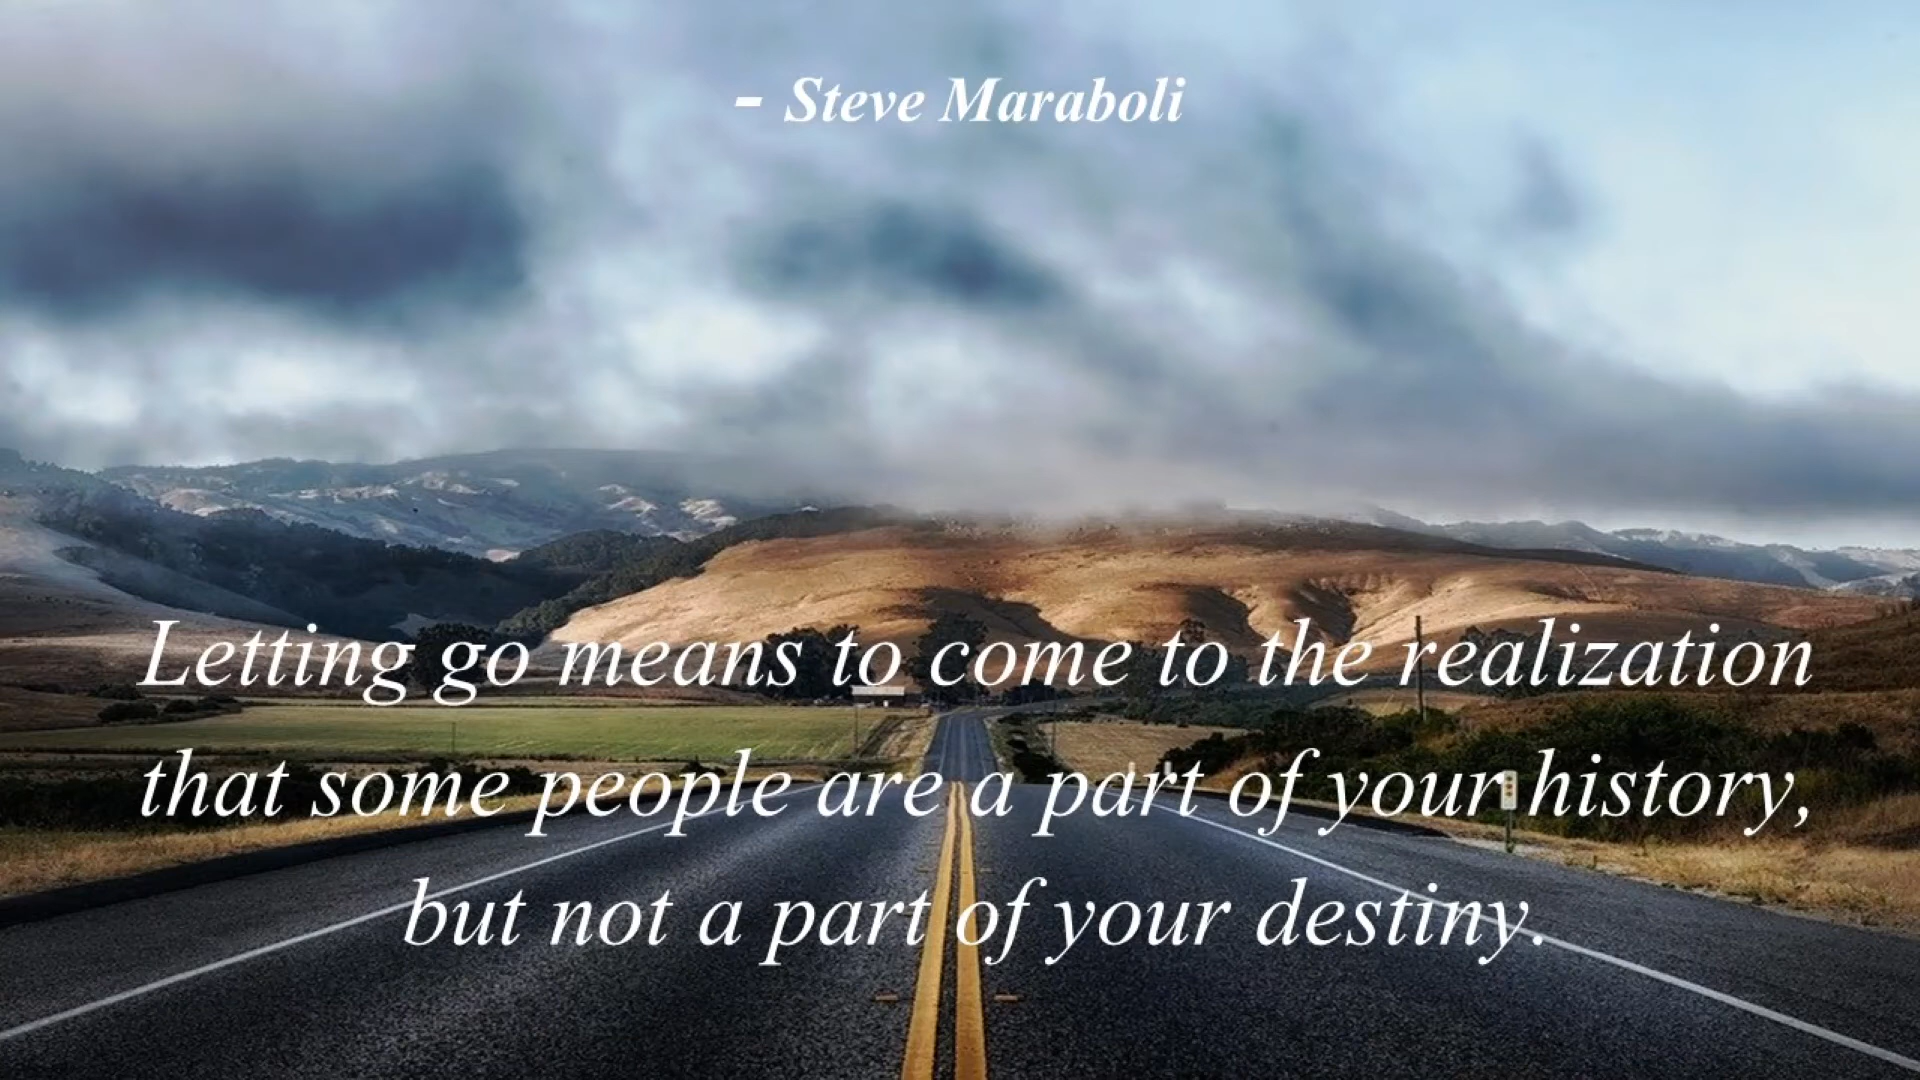 - Steve Maraboli
Letting go means to come to the realization
that some people are a part of your history,
but not a part of your destiny.